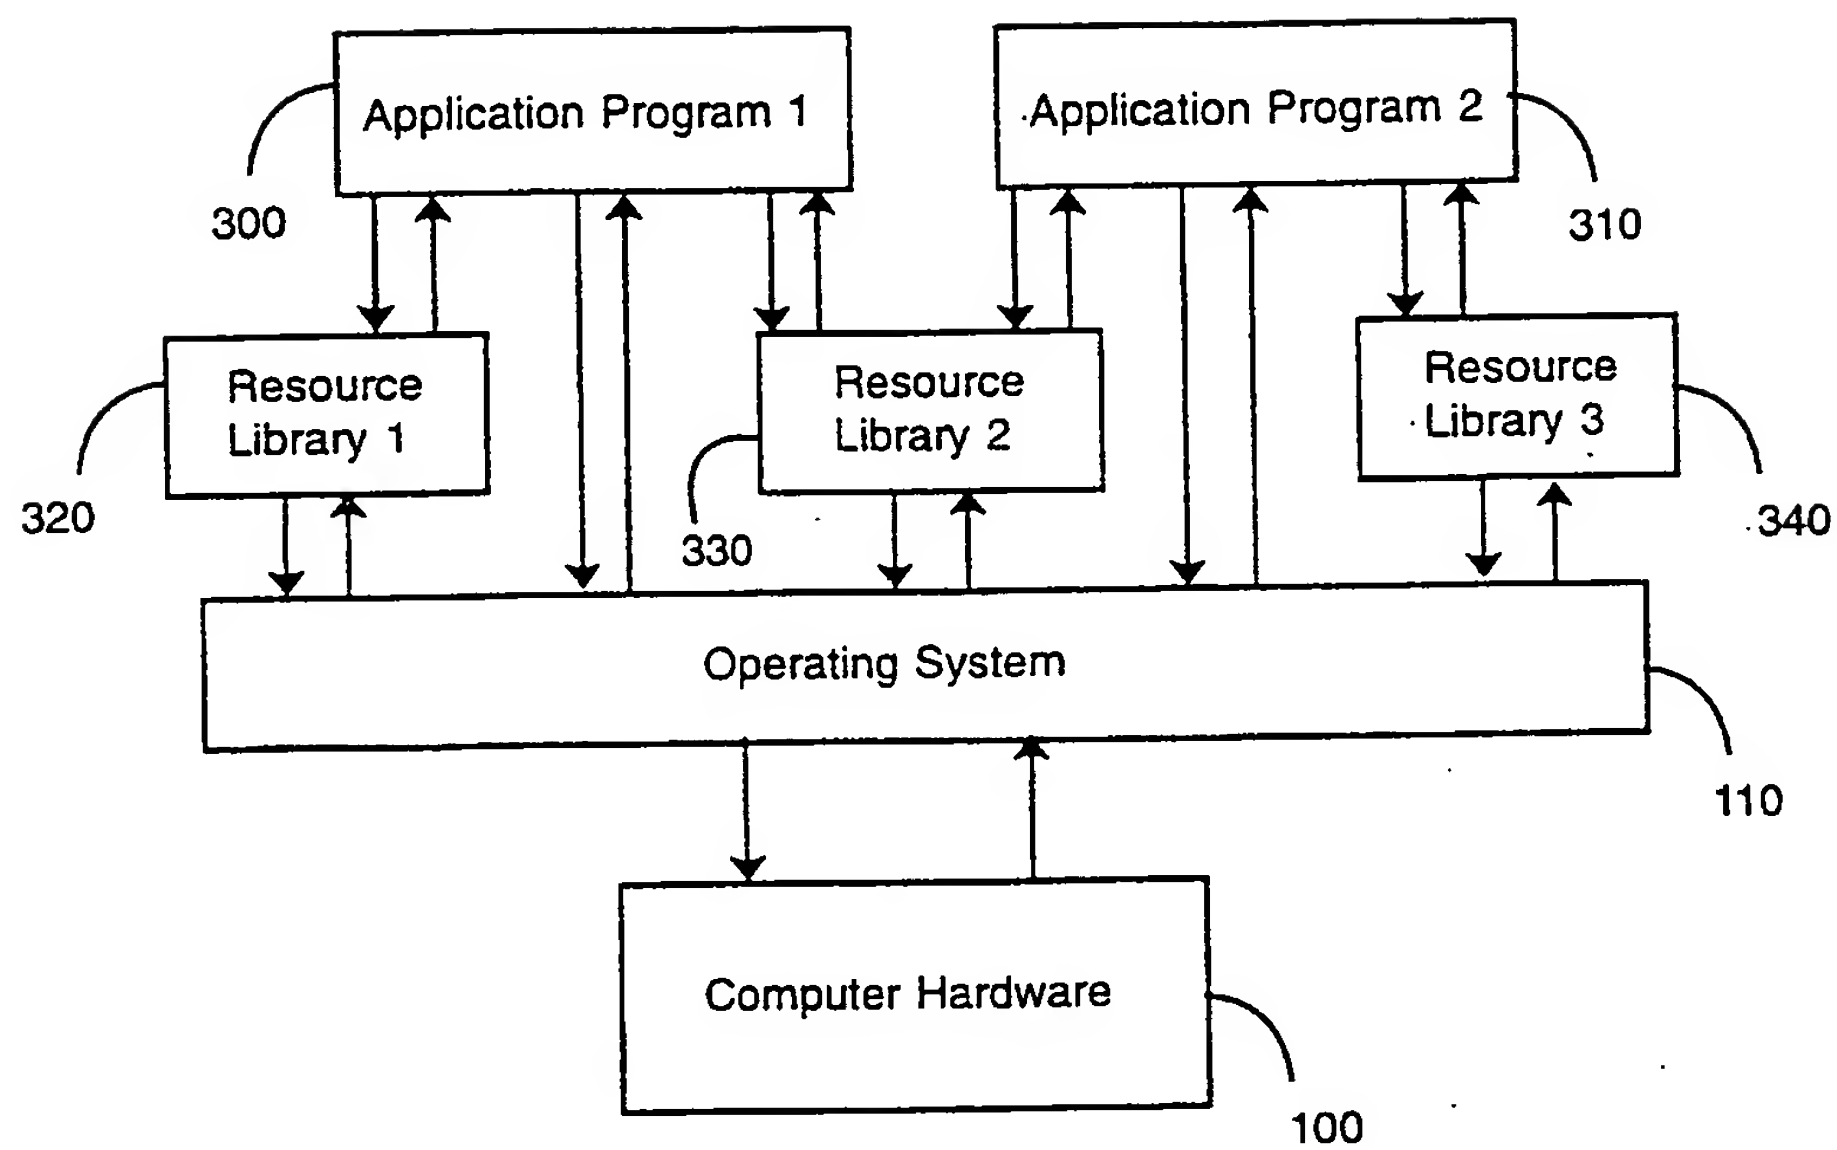 Application Program 1
Application Program 2
300
310
Resource
Library 1
Resource
Library 2
Resource
Library 3
320
330
340
Operating System
110
Computer Hardware
100